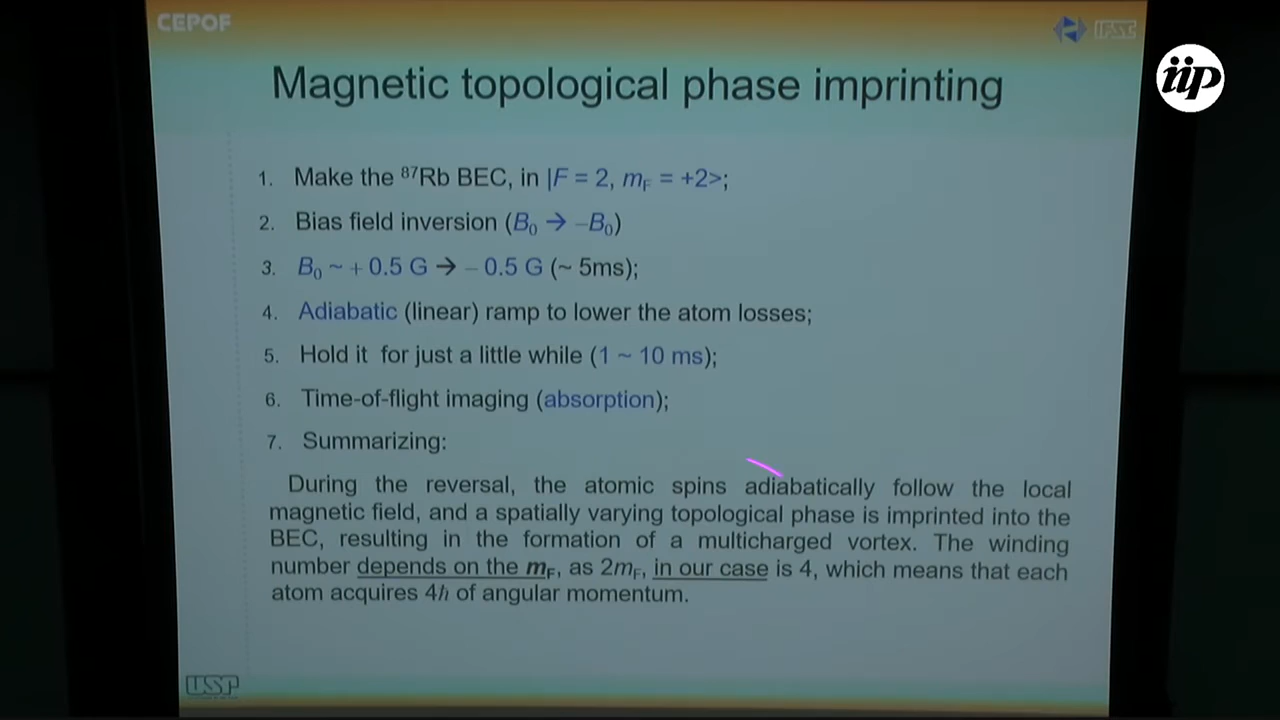 CEPOF
IFSC
iip
Magnetic topological phase imprinting
1. Make the ⁸⁷Rb BEC, in |F = 2, mF = +2>;
2. Bias field inversion (B₀ → –B₀)
3. B₀ ~ + 0.5 G → – 0.5 G (~ 5ms);
4. Adiabatic (linear) ramp to lower the atom losses;
5. Hold it for just a little while (1 ~ 10 ms);
6. Time-of-flight imaging (absorption);
7. Summarizing:
During the reversal, the atomic spins adiabatically follow the local
magnetic field, and a spatially varying topological phase is imprinted into the
BEC, resulting in the formation of a multicharged vortex. The winding
number depends on the mF, as 2mF, in our case is 4, which means that each
atom acquires 4ℏ of angular momentum.
USP